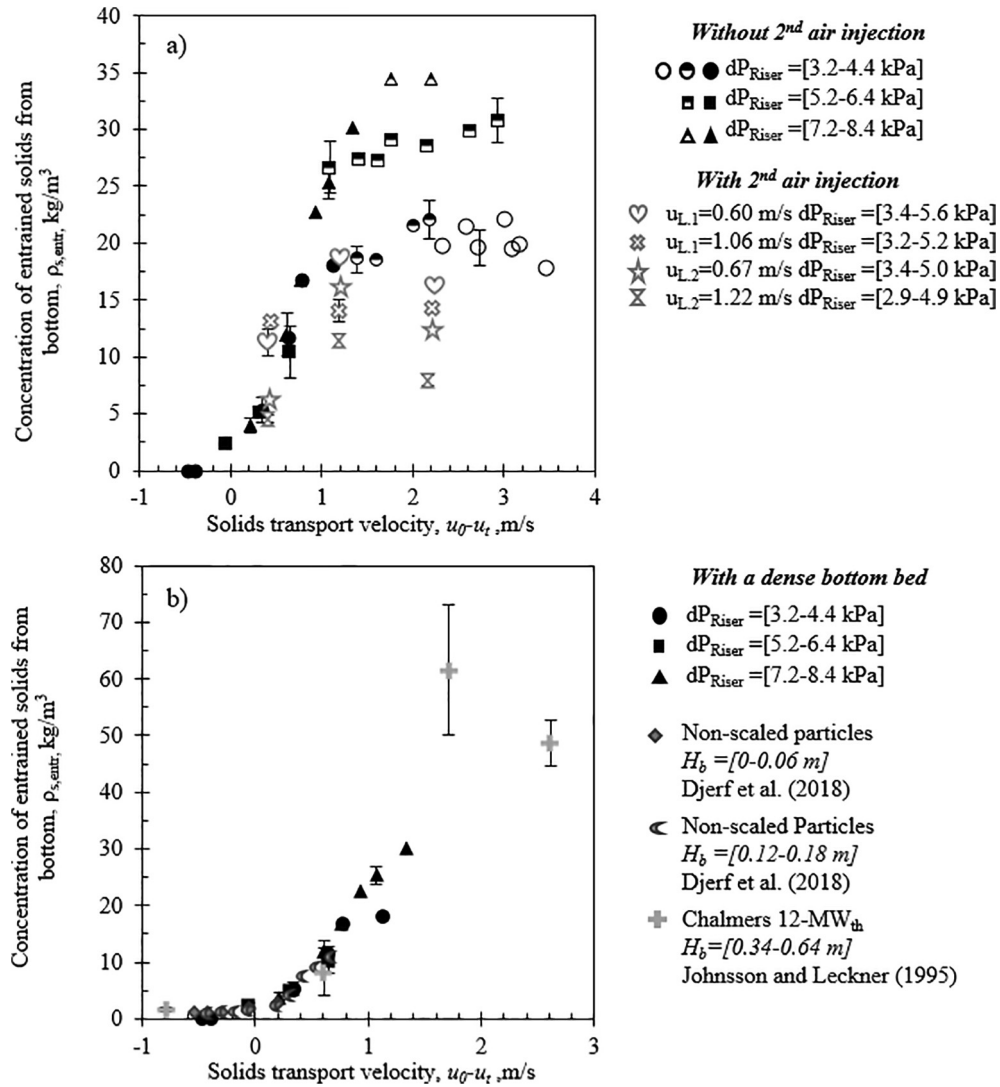 40
35
30
25
20
15
10
5
0
a)
-1 0 1 2 3 4
Solids transport velocity, u0-ut ,m/s
Concentration of entrained solids from
bottom, ρs,entr, kg/m³
Without 2nd air injection
dPRiser =[3.2-4.4 kPa]
dPRiser =[5.2-6.4 kPa]
dPRiser =[7.2-8.4 kPa]
With 2nd air injection
uL.1=0.60 m/s dPRiser=[3.4-5.6 kPa]
uL.1=1.06 m/s dPRiser=[3.2-5.2 kPa]
uL.2=0.67 m/s dPRiser=[3.4-5.0 kPa]
uL.2=1.22 m/s dPRiser=[2.9-4.9 kPa]
80
70
60
50
40
30
20
10
0
b)
-1 0 1 2 3
Solids transport velocity, u0-ut ,m/s
Concentration of entrained solids from
bottom, ρs,entr, kg/m³
With a dense bottom bed
dPRiser =[3.2-4.4 kPa]
dPRiser =[5.2-6.4 kPa]
dPRiser =[7.2-8.4 kPa]
Non-scaled particles
Hb =[0-0.06 m]
Djerf et al. (2018)
Non-scaled Particles
Hb =[0.12-0.18 m]
Djerf et al. (2018)
Chalmers 12-MWth
Hb=[0.34-0.64 m]
Johnsson and Leckner (1995)